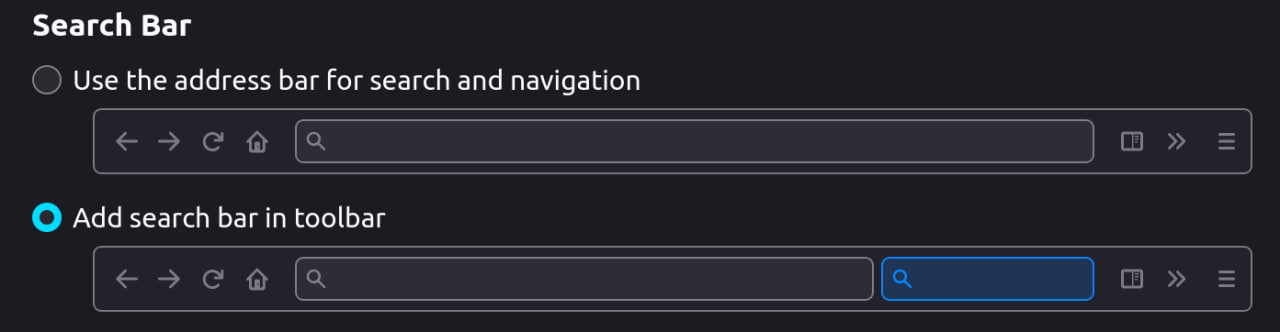 Search Bar
Use the address bar for search and navigation
Add search bar in toolbar